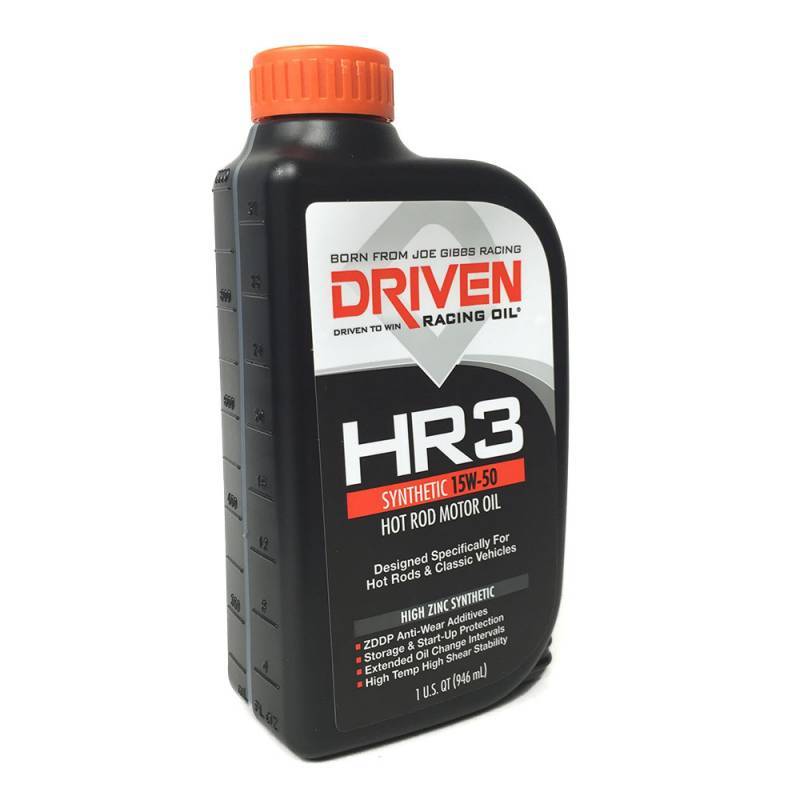 BORN FROM JOE GIBBS RACING
DRIVEN
DRIVEN TO WIN RACING OIL®
HR3
SYNTHETIC 15W-50
HOT ROD MOTOR OIL
Designed Specifically For
Hot Rods & Classic Vehicles
HIGH ZINC SYNTHETIC
▪ ZDDP Anti-Wear Additives
▪ Storage & Start-Up Protection
▪ Extended Oil Change Intervals
▪ High Temp High Shear Stability
1 U.S. QT (946 mL)